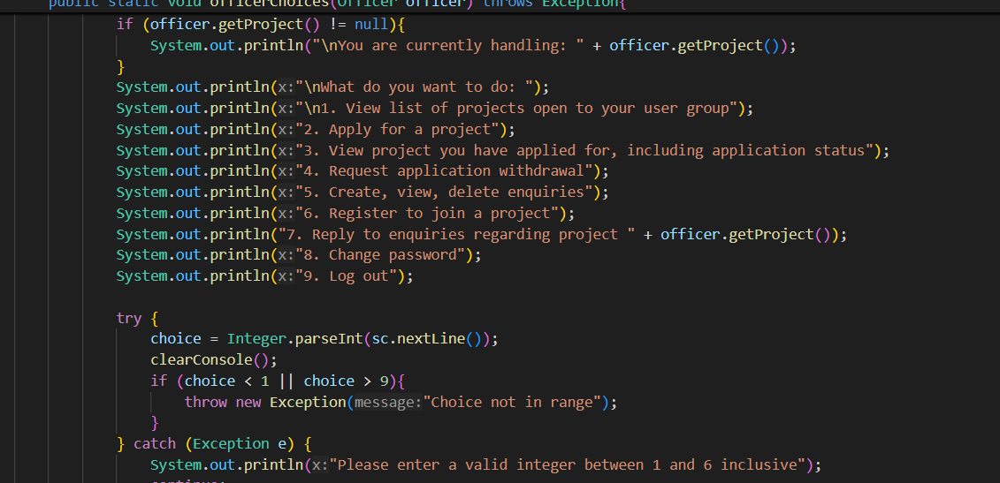 public static void officerChoices(Officer officer) throws Exception{
if (officer.getProject() != null){
System.out.println("\nYou are currently handling: " + officer.getProject());
}
System.out.println(x:"\nWhat do you want to do: ");
System.out.println(x:"\n1. View list of projects open to your user group");
System.out.println(x:"2. Apply for a project");
System.out.println(x:"3. View project you have applied for, including application status");
System.out.println(x:"4. Request application withdrawal");
System.out.println(x:"5. Create, view, delete enquiries");
System.out.println(x:"6. Register to join a project");
System.out.println("7. Reply to enquiries regarding project " + officer.getProject());
System.out.println(x:"8. Change password");
System.out.println(x:"9. Log out");
try {
choice = Integer.parseInt(sc.nextLine());
clearConsole();
if (choice < 1 || choice > 9){
throw new Exception(message:"Choice not in range");
}
} catch (Exception e) {
System.out.println(x:"Please enter a valid integer between 1 and 6 inclusive");